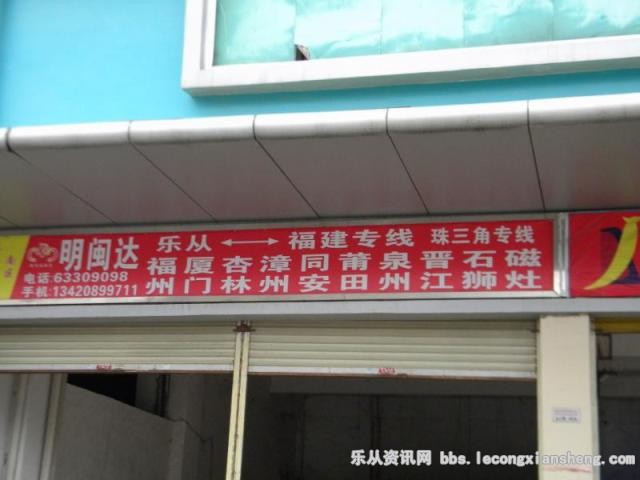 明闽达
电话:63309098
手机:13420899711
乐从 ←→ 福建专线 珠三角专线
福州 厦门 杏林 漳州 同安 莆田 泉州 晋江 石狮 磁灶
乐从资讯网 bbs.lecongxiansheng.com